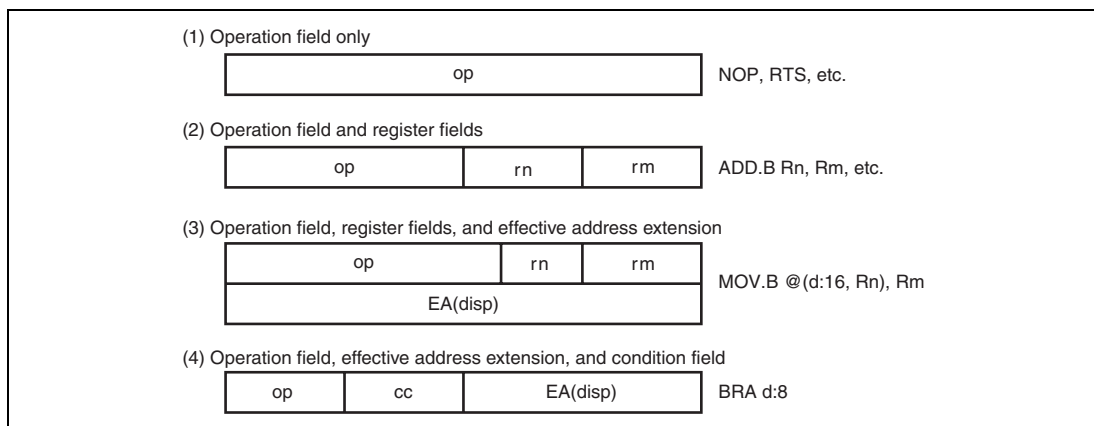 (1) Operation field only
op NOP, RTS, etc.
(2) Operation field and register fields
op rn rm ADD.B Rn, Rm, etc.
(3) Operation field, register fields, and effective address extension
op rn rm
MOV.B @(d:16, Rn), Rm
EA(disp)
(4) Operation field, effective address extension, and condition field
op cc EA(disp) BRA d:8